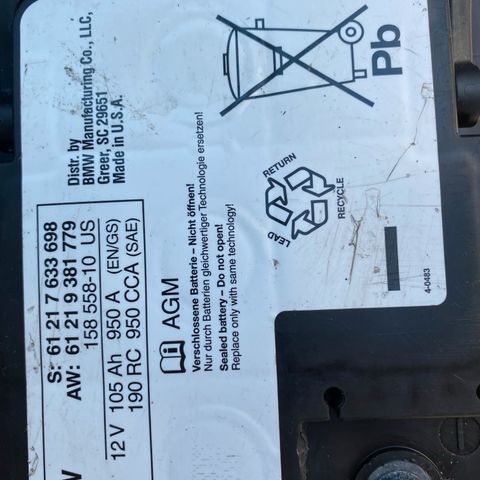 Pb
Distr. by
BMW Manufacturing Co., LLC,
Greer, SC 29651
Made in U.S.A.
S: 61 21 7 633 698
AW: 61 21 9 381 779
158 558-10 US
12 V 105 Ah 950 A (EN/GS)
190 RC 950 CCA (SAE)
AGM
Verschlossene Batterie – Nicht öffnen!
Nur durch Batterien gleichwertiger Technologie ersetzen!
Sealed battery – Do not open!
Replace only with same technology!
RETURN
LEAD
RECYCLE
4-0483